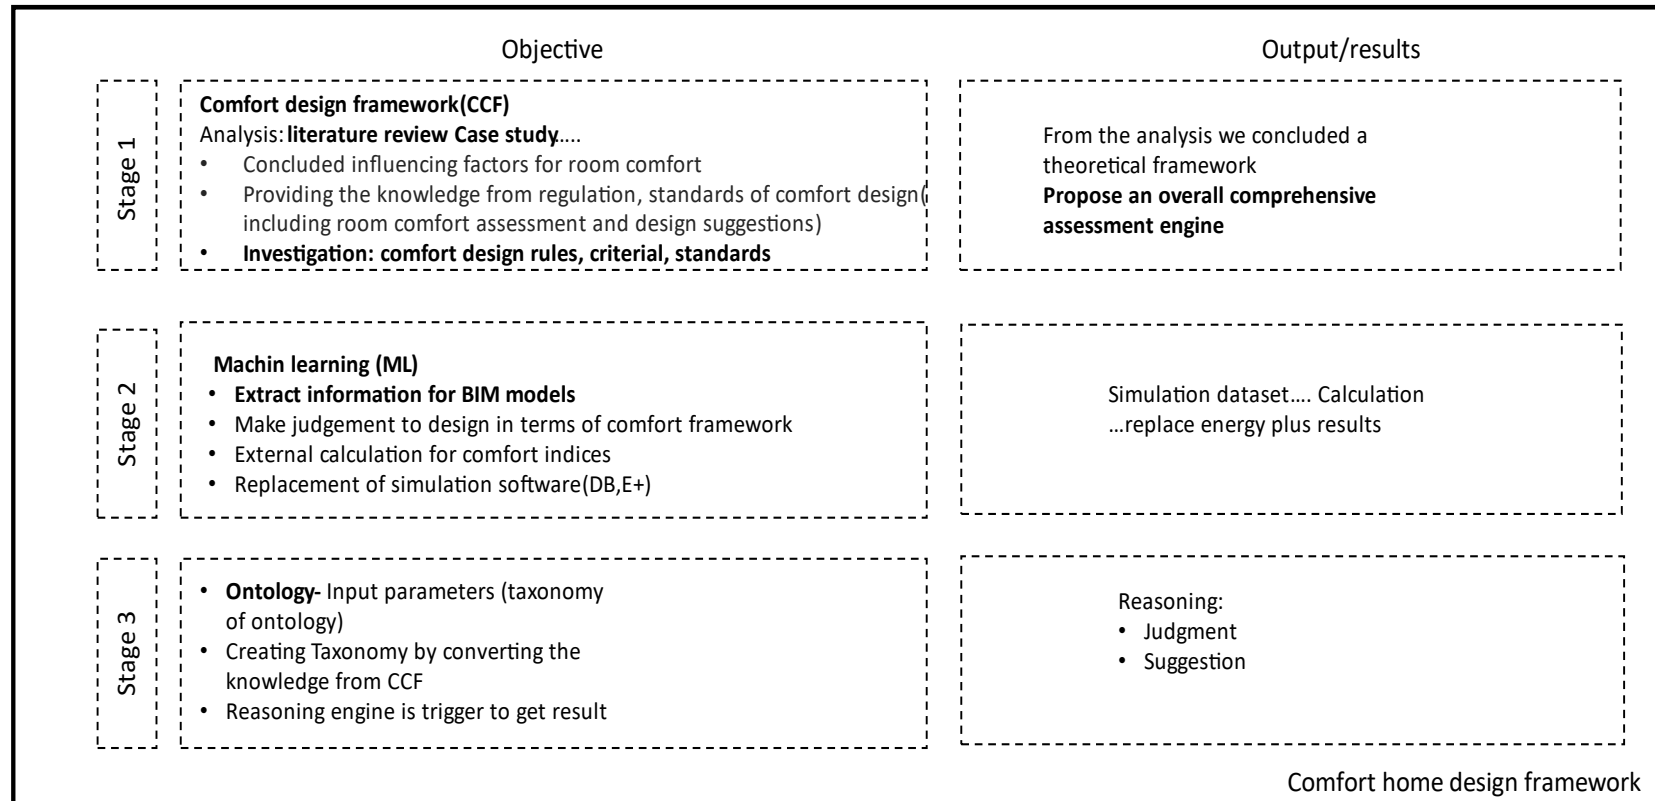 Objective
Output/results
Stage 1
Comfort design framework(CCF)
Analysis: literature review Case study.....
• Concluded influencing factors for room comfort
• Providing the knowledge from regulation, standards of comfort design(
including room comfort assessment and design suggestions)
• Investigation: comfort design rules, criterial, standards
From the analysis we concluded a
theoretical framework
Propose an overall comprehensive
assessment engine
Stage 2
Machin learning (ML)
• Extract information for BIM models
• Make judgement to design in terms of comfort framework
• External calculation for comfort indices
• Replacement of simulation software(DB,E+)
Simulation dataset.... Calculation
...replace energy plus results
Stage 3
• Ontology- Input parameters (taxonomy
of ontology)
• Creating Taxonomy by converting the
knowledge from CCF
• Reasoning engine is trigger to get result
Reasoning:
• Judgment
• Suggestion
Comfort home design framework